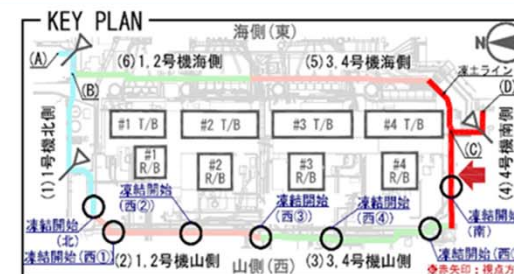 KEY PLAN
海側(東)
N
(A)
(6)1,2号機海側
(5)3,4号機海側
凍土ライン
(B)
(D)
#1 T/B
#2 T/B
#3 T/B
#4 T/B
(C)
(1)1号機北側
(4)4号機南側
#1
R/B
#2
R/B
#3
R/B
#4
R/B
凍結開始
(西②)
凍結開始
(西③)
凍結開始
(西④)
凍結開始
(北)
凍結開始
(南)
凍結開始(西①)
(2)1,2号機山側
(3)3,4号機山側
凍結開始(西
山側(西)
※赤矢印:視点方